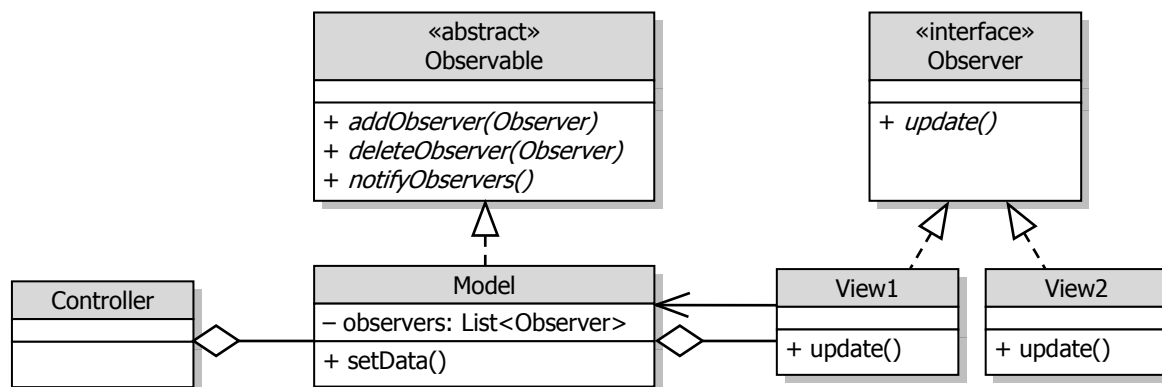 «abstract»
Observable
+ addObserver(Observer)
+ deleteObserver(Observer)
+ notifyObservers()
«interface»
Observer
+ update()
Controller
Model
– observers: List<Observer>
+ setData()
View1
+ update()
View2
+ update()